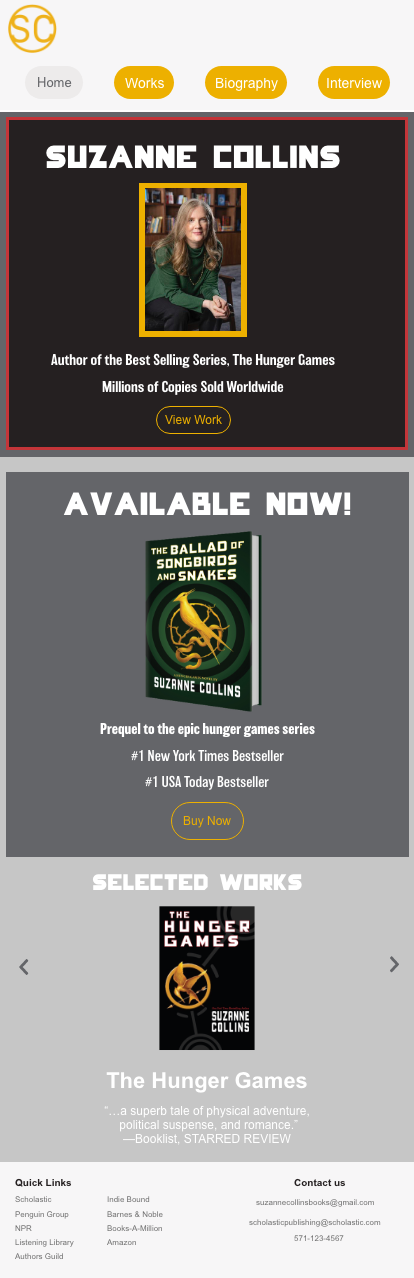 SC
Home Works Biography Interview
SUZANNE COLLINS
Author of the Best Selling Series, The Hunger Games
Millions of Copies Sold Worldwide
View Work
AVAILABLE NOW!
THE BALLAD OF
SONGBIRDS
AND SNAKES
SUZANNE COLLINS
Prequel to the epic hunger games series
#1 New York Times Bestseller
#1 USA Today Bestseller
Buy Now
SELECTED WORKS
THE
HUNGER
GAMES
SUZANNE
COLLINS
The Hunger Games
"...a superb tale of physical adventure,
political suspense, and romance."
—Booklist, STARRED REVIEW
Quick Links
Scholastic
Penguin Group
NPR
Listening Library
Authors Guild
Indie Bound
Barnes & Noble
Books-A-Million
Amazon
Contact us
suzannecollinsbooks@gmail.com
scholasticpublishing@scholastic.com
571-123-4567